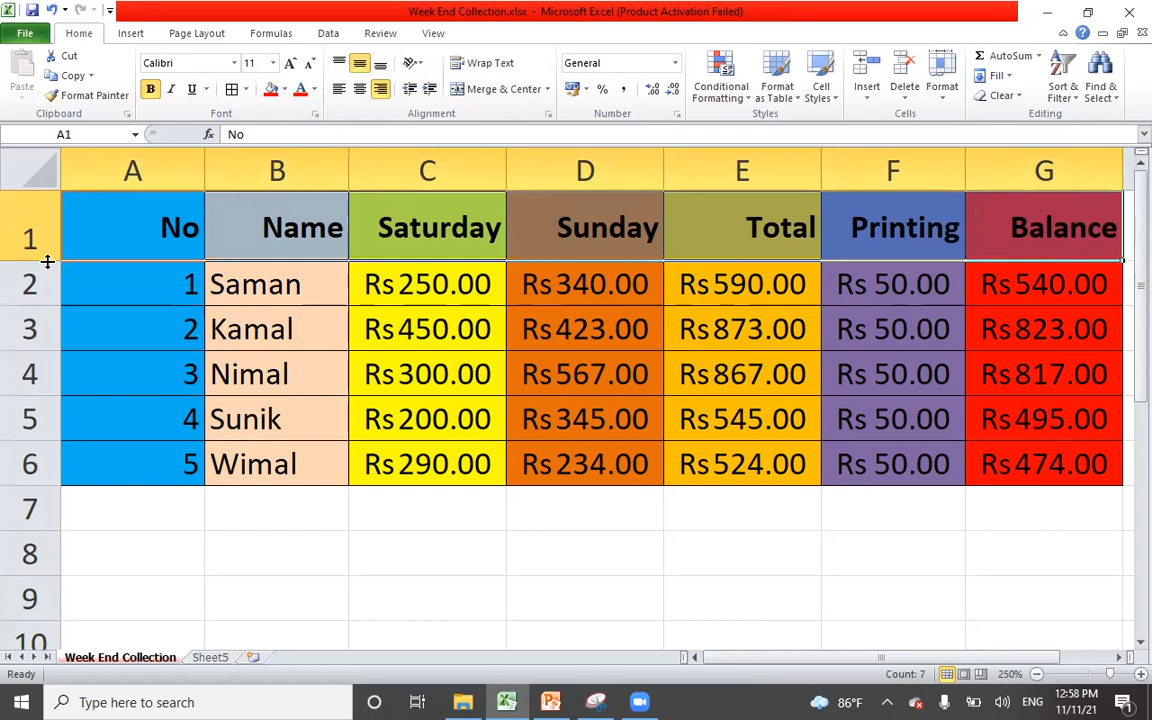 Week End Collection.xlsx - Microsoft Excel (Product Activation Failed)
File Home Insert Page Layout Formulas Data Review View
Paste Cut Copy Format Painter
Clipboard
Calibri 11
B I U A
Font
Wrap Text
Merge & Center
Alignment
General
% ,
Number
Conditional Formatting Format as Table Cell Styles
Styles
Insert Delete Format
Cells
AutoSum Fill Clear Sort & Filter Find & Select
Editing
A1 fx No
A B C D E F G
1 No Name Saturday Sunday Total Printing Balance
2 1 Saman Rs 250.00 Rs 340.00 Rs 590.00 Rs 50.00 Rs 540.00
3 2 Kamal Rs 450.00 Rs 423.00 Rs 873.00 Rs 50.00 Rs 823.00
4 3 Nimal Rs 300.00 Rs 567.00 Rs 867.00 Rs 50.00 Rs 817.00
5 4 Sunik Rs 200.00 Rs 345.00 Rs 545.00 Rs 50.00 Rs 495.00
6 5 Wimal Rs 290.00 Rs 234.00 Rs 524.00 Rs 50.00 Rs 474.00
7
8
9
10
Week End Collection Sheet5
Ready Count: 7 250%
Type here to search 86°F ENG 12:58 PM
11/11/21 1